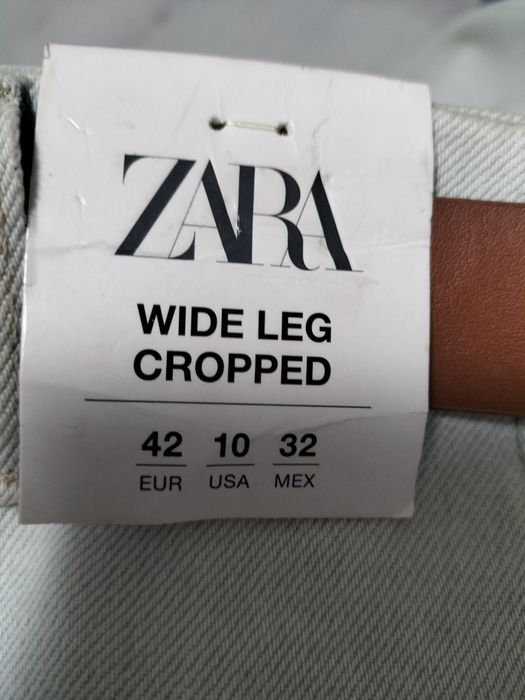 ZARA
WIDE LEG
CROPPED
42 10 32
EUR USA MEX